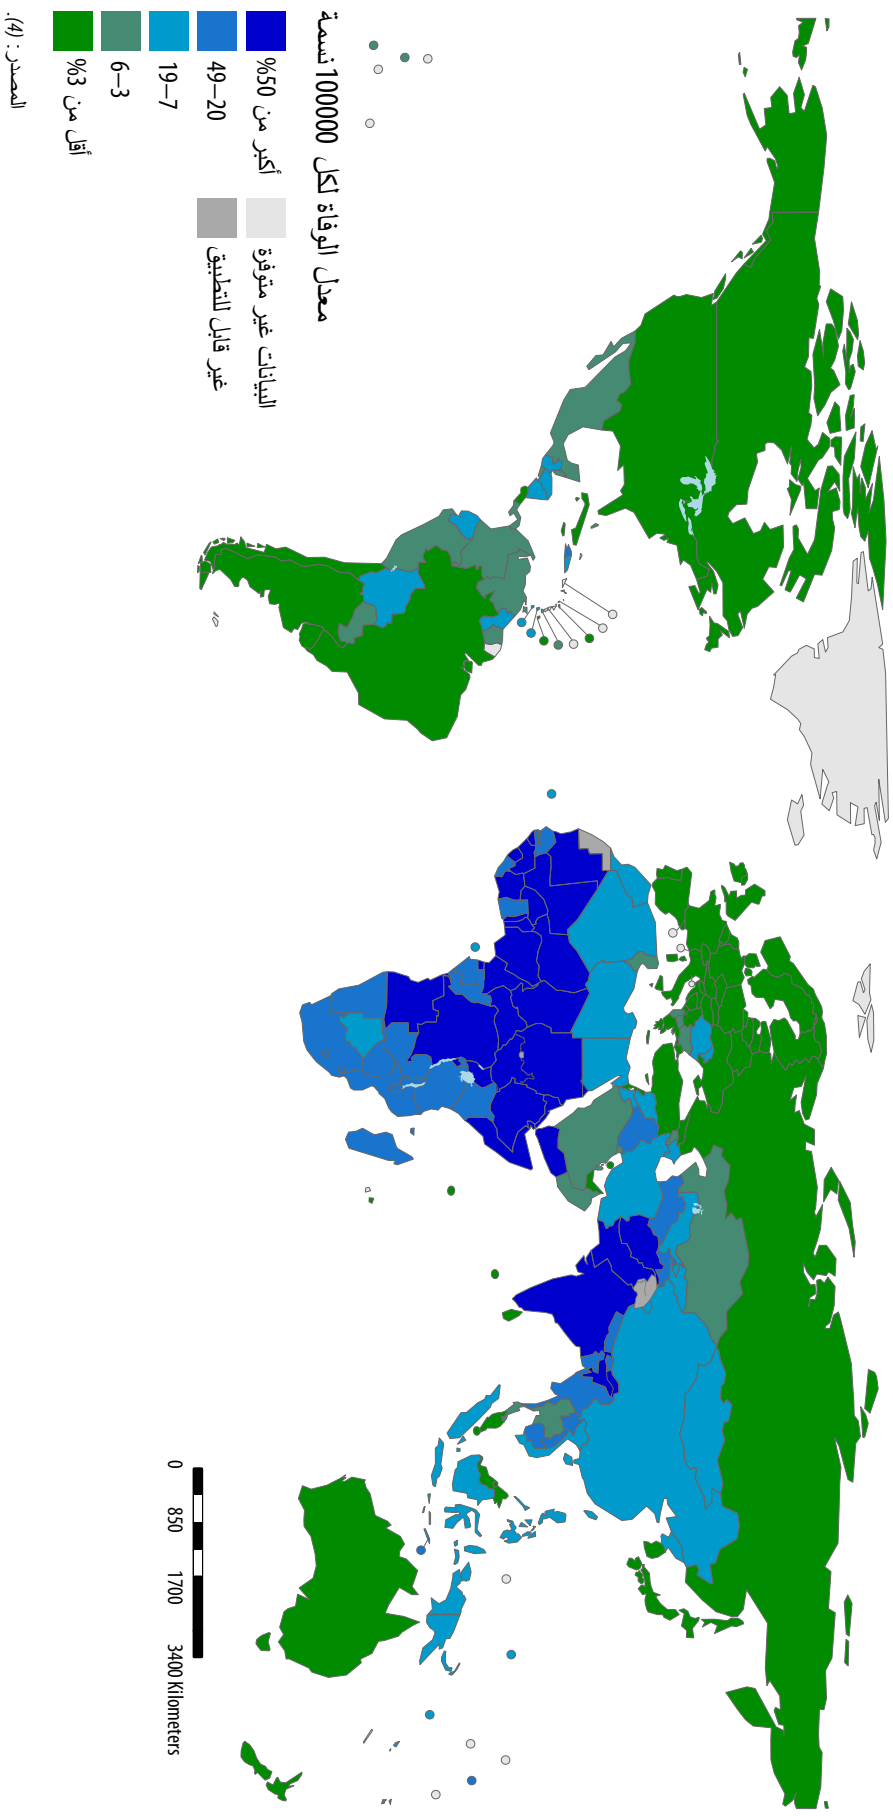 معدل الوفاة لكل 100000 نسمة
أكبر من 50%
49–20
19–7
6–3
أقل من 3%
البيانات غير متوفرة
غير قابل للتطبيق
0 850 1700 3400 Kilometers
المصدر: (4).